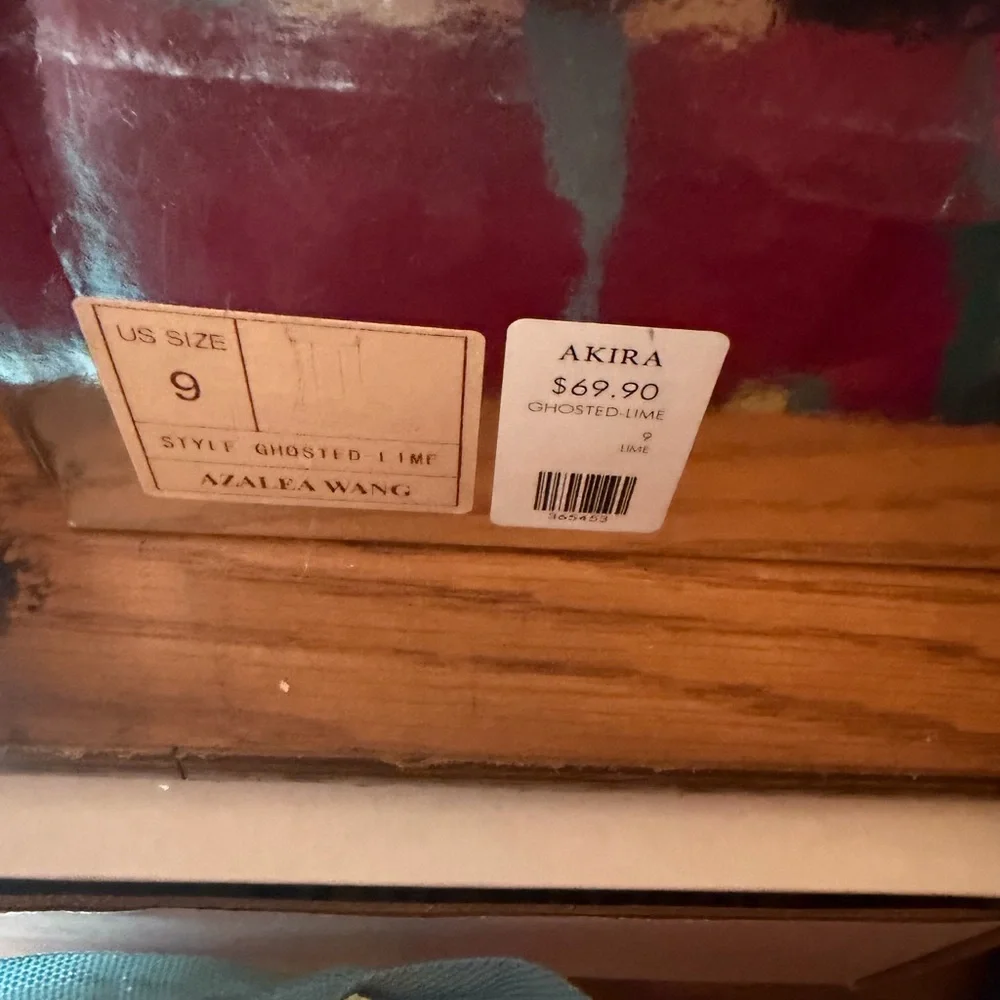 US SIZE
9
STYLE GHOSTED LIME
AZALEA WANG
AKIRA
$69.90
GHOSTED-LIME
9
LIME
365453